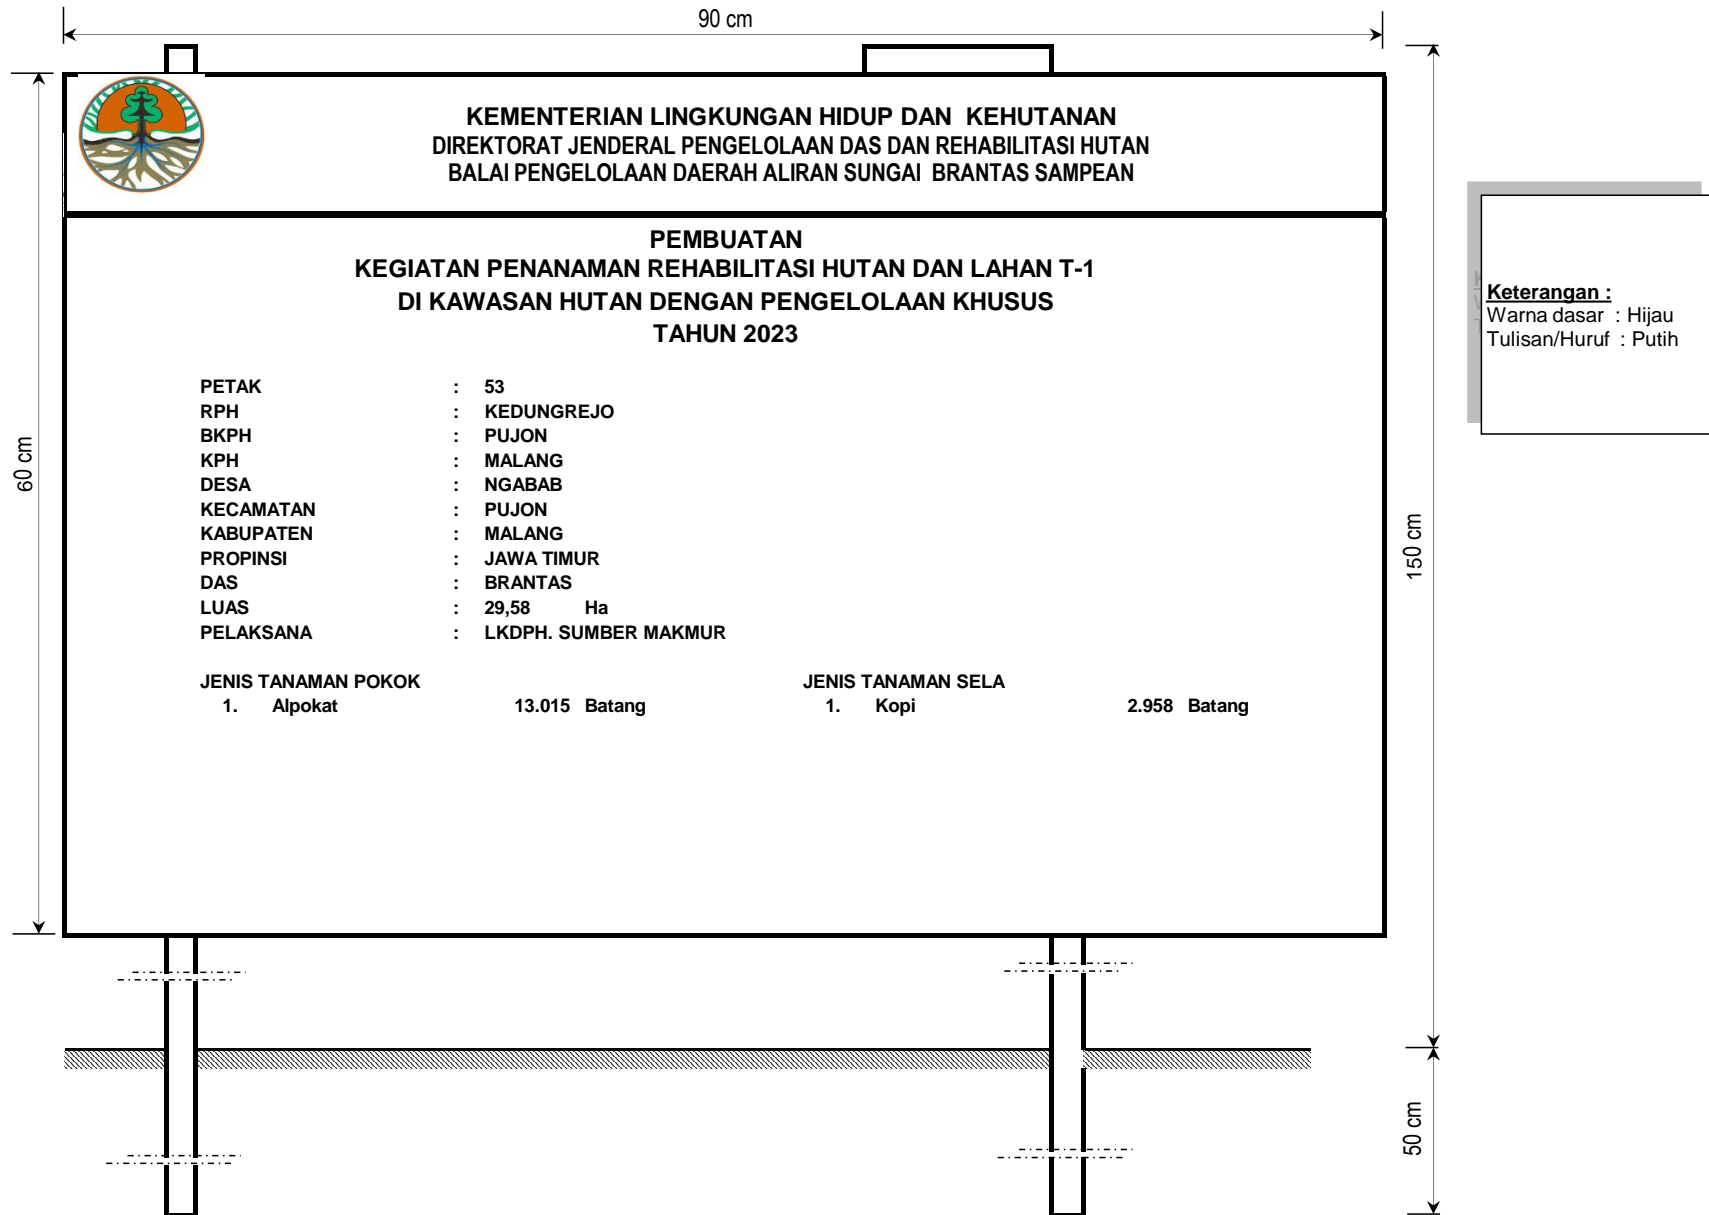 90 cm
KEMENTERIAN LINGKUNGAN HIDUP DAN KEHUTANAN
DIREKTORAT JENDERAL PENGELOLAAN DAS DAN REHABILITASI HUTAN
BALAI PENGELOLAAN DAERAH ALIRAN SUNGAI BRANTAS SAMPEAN
PEMBUATAN
KEGIATAN PENANAMAN REHABILITASI HUTAN DAN LAHAN T-1
DI KAWASAN HUTAN DENGAN PENGELOLAAN KHUSUS
TAHUN 2023
PETAK : 53
RPH : KEDUNGREJO
BKPH : PUJON
KPH : MALANG
DESA : NGABAB
KECAMATAN : PUJON
KABUPATEN : MALANG
PROPINSI : JAWA TIMUR
DAS : BRANTAS
LUAS : 29,58 Ha
PELAKSANA : LKDPH. SUMBER MAKMUR
JENIS TANAMAN POKOK JENIS TANAMAN SELA
1. Alpokat 13.015 Batang 1. Kopi 2.958 Batang
60 cm
150 cm
50 cm
Keterangan :
Warna dasar : Hijau
Tulisan/Huruf : Putih